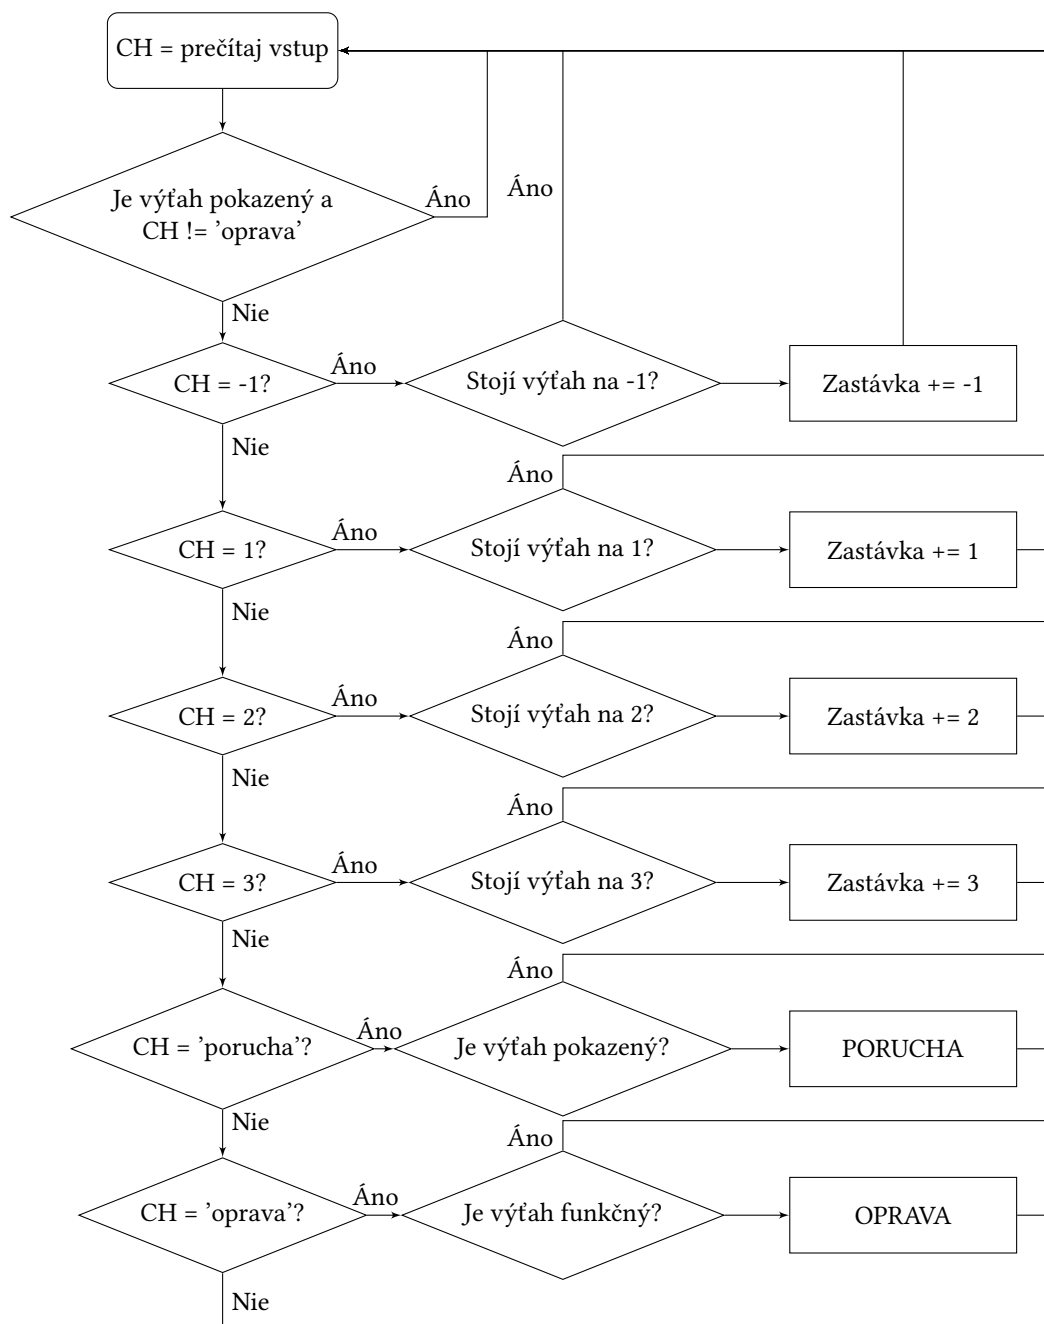 CH = prečítaj vstup
Je výťah pokazený a
CH != ’oprava’
Áno
Áno
Nie
CH = -1?
Áno
Stojí výťah na -1?
Zastávka += -1
Nie
Áno
CH = 1?
Áno
Stojí výťah na 1?
Zastávka += 1
Nie
Áno
CH = 2?
Áno
Stojí výťah na 2?
Zastávka += 2
Nie
Áno
CH = 3?
Áno
Stojí výťah na 3?
Zastávka += 3
Nie
Áno
CH = ’porucha’?
Áno
Je výťah pokazený?
PORUCHA
Nie
Áno
CH = ’oprava’?
Áno
Je výťah funkčný?
OPRAVA
Nie